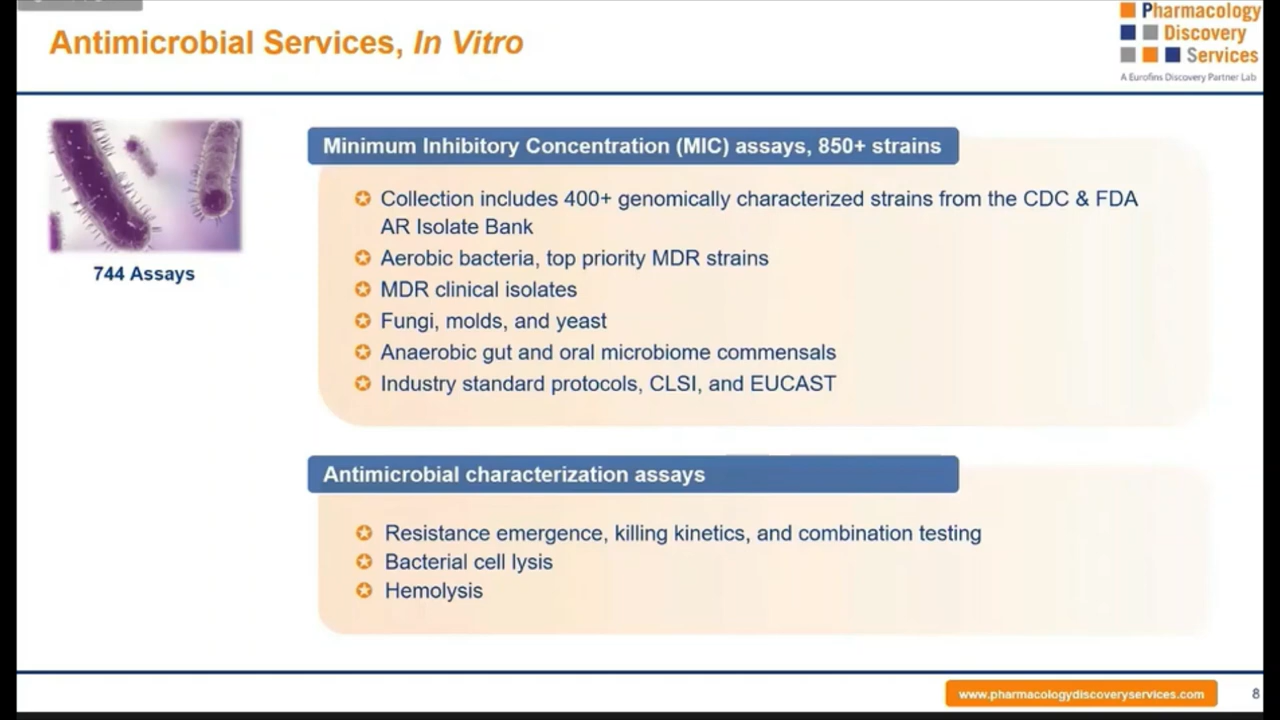 Antimicrobial Services, In Vitro
Pharmacology
Discovery
Services
A Eurofins Discovery Partner Lab
744 Assays
Minimum Inhibitory Concentration (MIC) assays, 850+ strains
Collection includes 400+ genomically characterized strains from the CDC & FDA
AR Isolate Bank
Aerobic bacteria, top priority MDR strains
MDR clinical isolates
Fungi, molds, and yeast
Anaerobic gut and oral microbiome commensals
Industry standard protocols, CLSI, and EUCAST
Antimicrobial characterization assays
Resistance emergence, killing kinetics, and combination testing
Bacterial cell lysis
Hemolysis
www.pharmacologydiscoveryservices.com
8